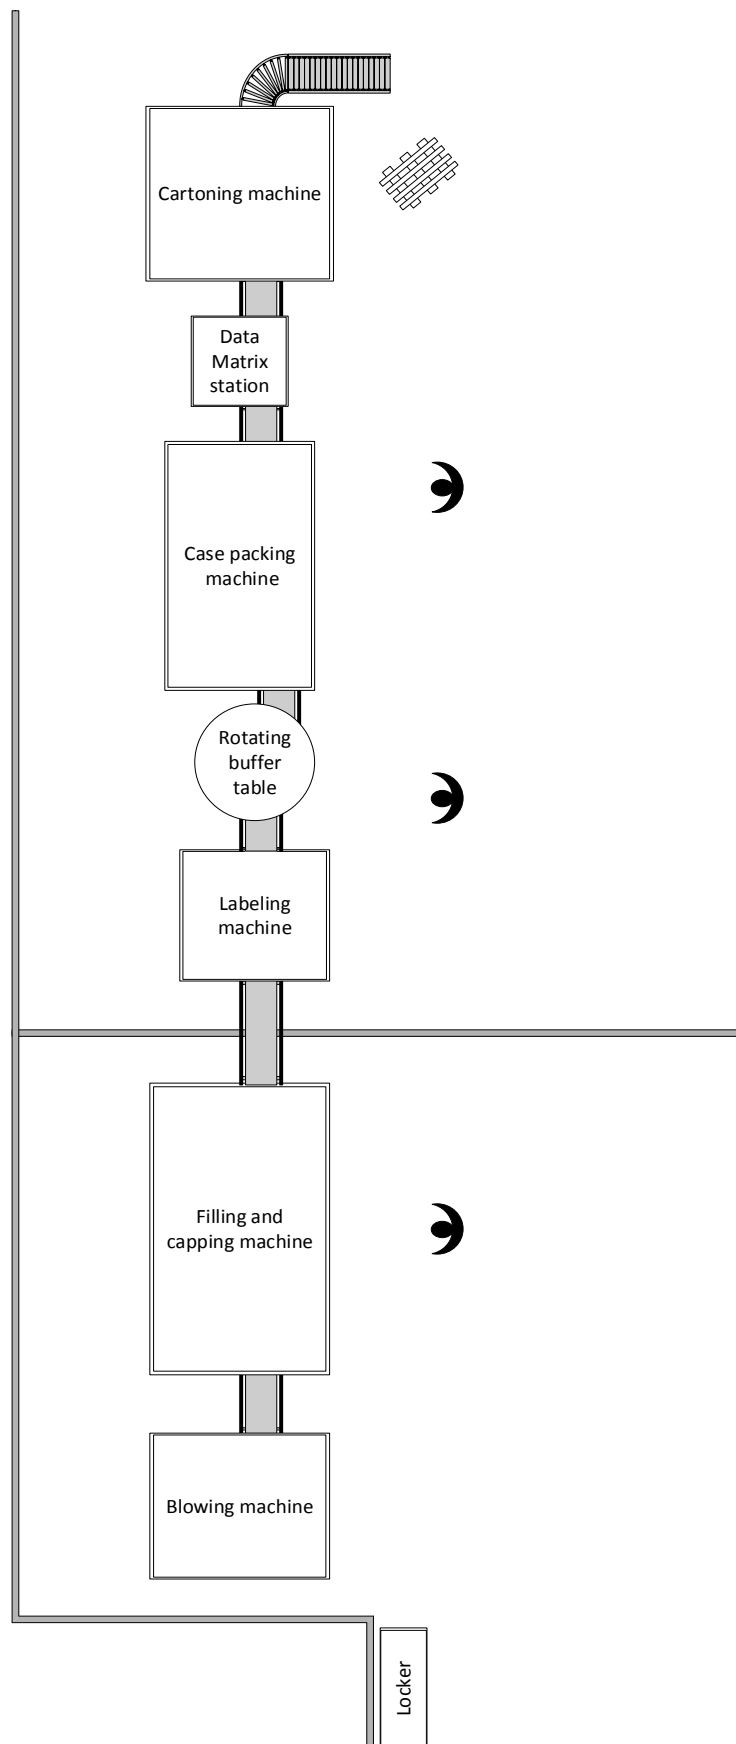 Cartoning machine
Data
Matrix
station
Case packing
machine
Rotating
buffer
table
Labeling
machine
Filling and
capping machine
Blowing machine
Locker